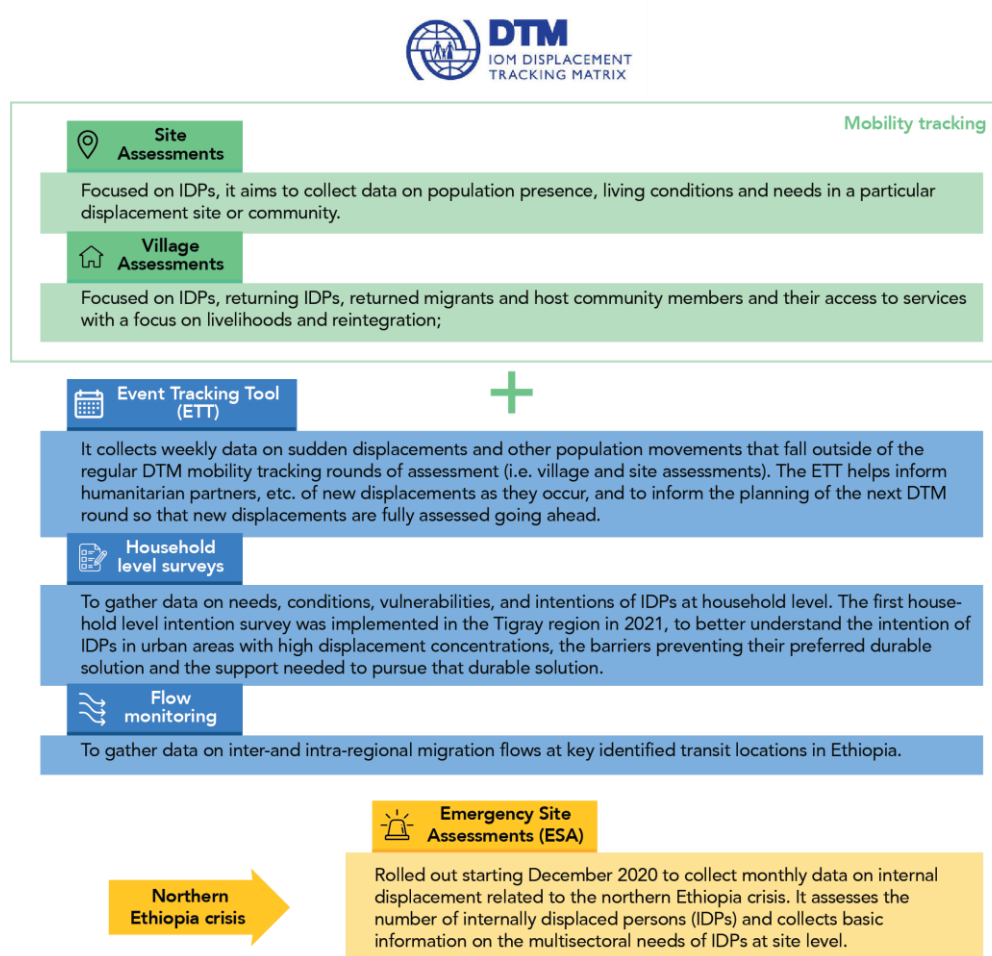 DTM
IOM DISPLACEMENT
TRACKING MATRIX
Mobility tracking
Site
Assessments
Focused on IDPs, it aims to collect data on population presence, living conditions and needs in a particular
displacement site or community.
Village
Assessments
Focused on IDPs, returning IDPs, returned migrants and host community members and their access to services
with a focus on livelihoods and reintegration;
+
Event Tracking Tool
(ETT)
It collects weekly data on sudden displacements and other population movements that fall outside of the
regular DTM mobility tracking rounds of assessment (i.e. village and site assessments). The ETT helps inform
humanitarian partners, etc. of new displacements as they occur, and to inform the planning of the next DTM
round so that new displacements are fully assessed going ahead.
Household
level surveys
To gather data on needs, conditions, vulnerabilities, and intentions of IDPs at household level. The first house-
hold level intention survey was implemented in the Tigray region in 2021, to better understand the intention of
IDPs in urban areas with high displacement concentrations, the barriers preventing their preferred durable
solution and the support needed to pursue that durable solution.
Flow
monitoring
To gather data on inter-and intra-regional migration flows at key identified transit locations in Ethiopia.
Northern
Ethiopia crisis
Emergency Site
Assessments (ESA)
Rolled out starting December 2020 to collect monthly data on internal
displacement related to the northern Ethiopia crisis. It assesses the
number of internally displaced persons (IDPs) and collects basic
information on the multisectoral needs of IDPs at site level.